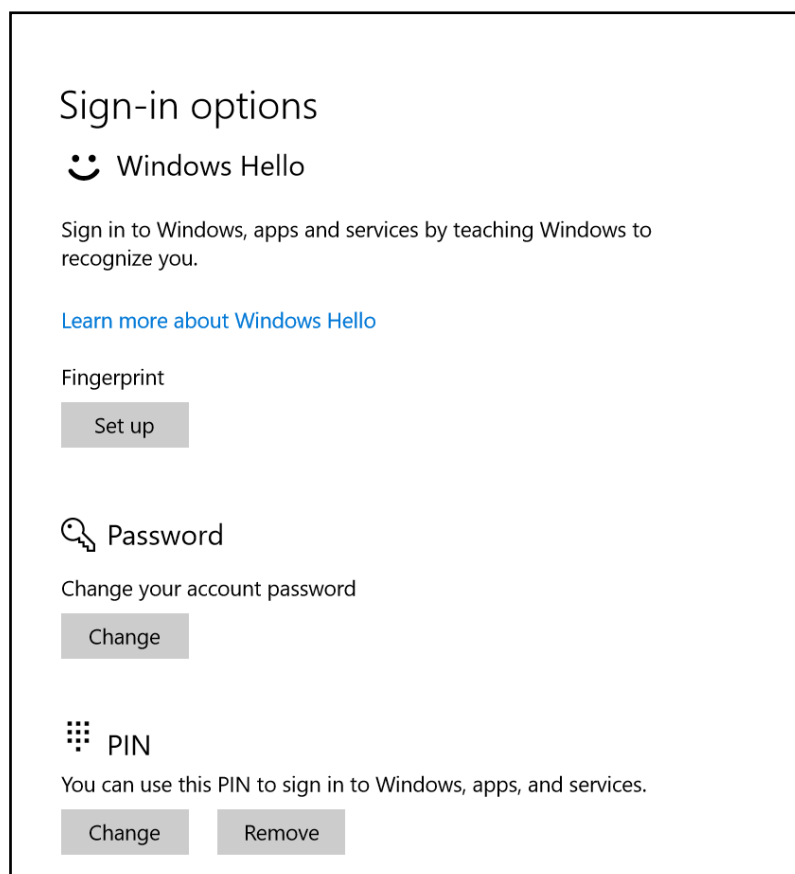 Sign-in options
Windows Hello
Sign in to Windows, apps and services by teaching Windows to
recognize you.
Learn more about Windows Hello
Fingerprint
Set up
Password
Change your account password
Change
PIN
You can use this PIN to sign in to Windows, apps, and services.
Change Remove